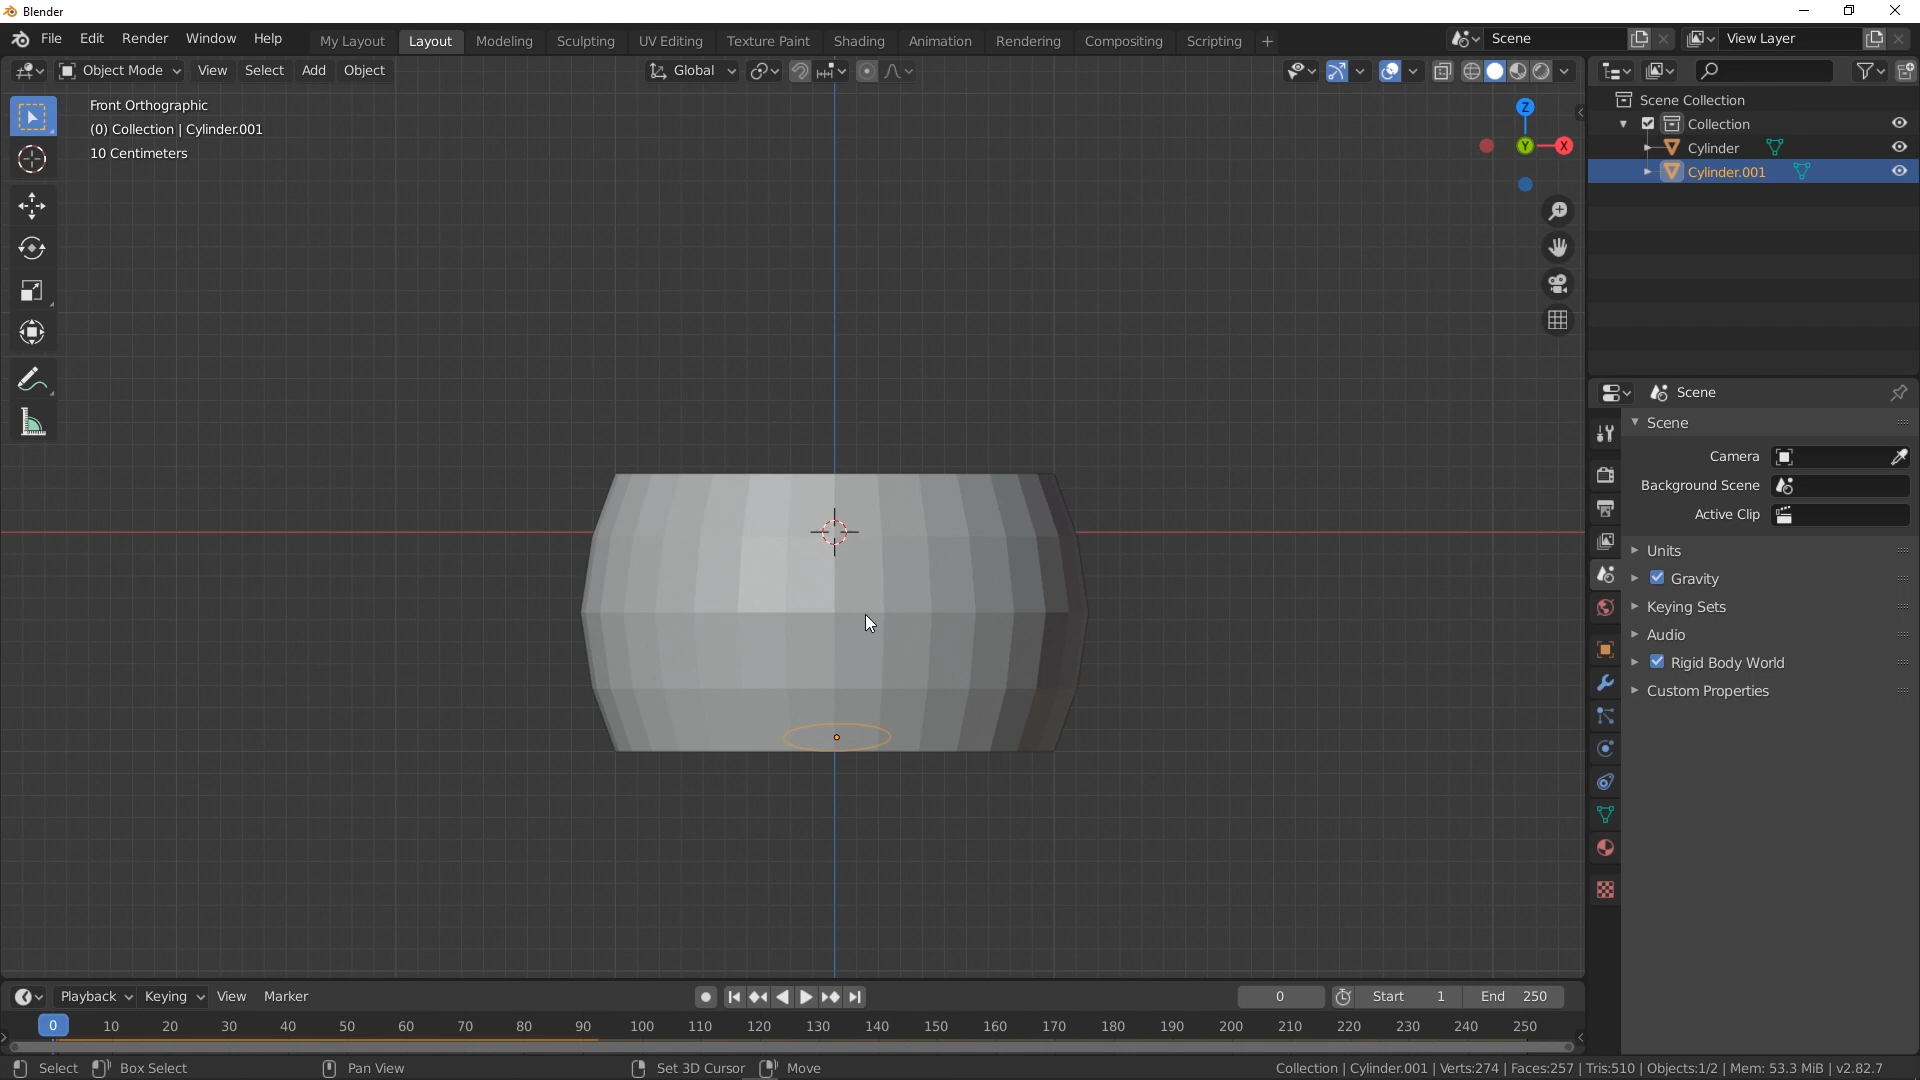 Blender
File Edit Render Window Help My Layout Layout Modeling Sculpting UV Editing Texture Paint Shading Animation Rendering Compositing Scripting + Scene View Layer
Object Mode View Select Add Object Global
Front Orthographic
(0) Collection | Cylinder.001
10 Centimeters
Z
Y
X
Scene Collection
Collection
Cylinder
Cylinder.001
Scene
Scene
Camera
Background Scene
Active Clip
Units
Gravity
Keying Sets
Audio
Rigid Body World
Custom Properties
Playback Keying View Marker 0 Start 1 End 250
0 10 20 30 40 50 60 70 80 90 100 110 120 130 140 150 160 170 180 190 200 210 220 230 240 250
Select Box Select Pan View Set 3D Cursor Move Collection | Cylinder.001 | Verts:274 | Faces:257 | Tris:510 | Objects:1/2 | Mem: 53.3 MiB | v2.82.7